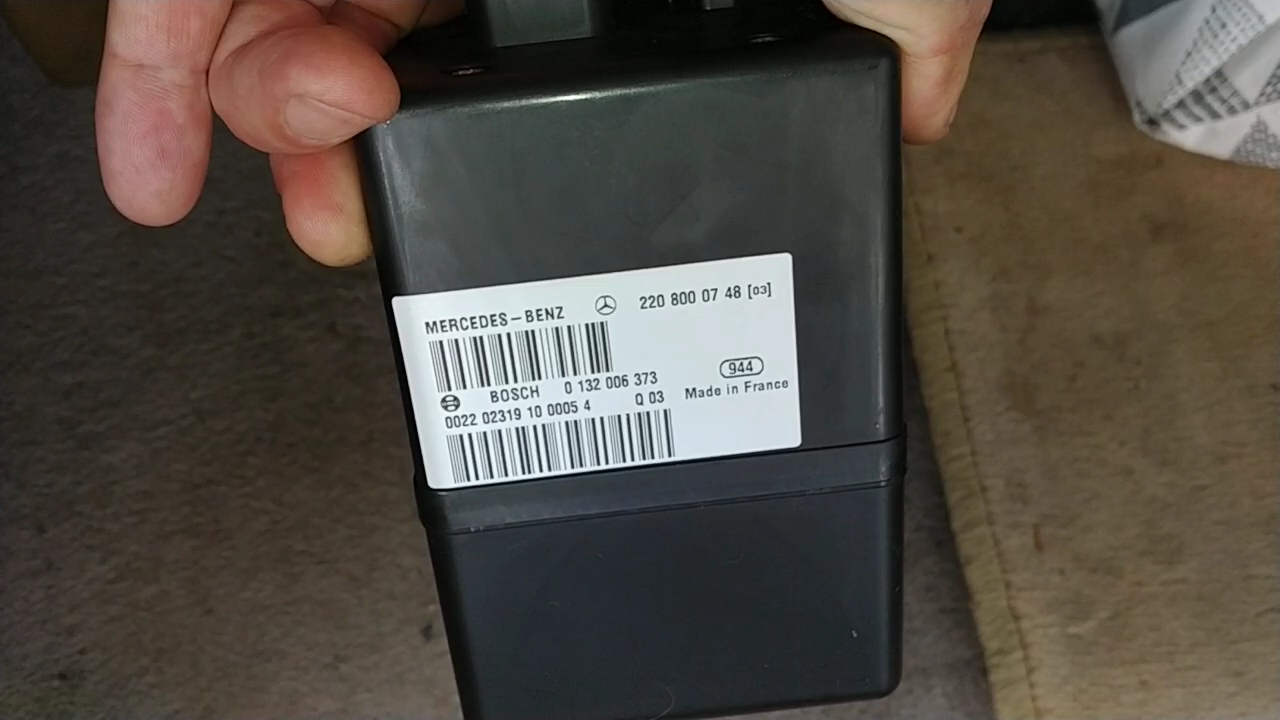 MERCEDES-BENZ 220 800 07 48 [03]
BOSCH 0 132 006 373
944
0022 02319 10 0005 4 Q 03
Made in France